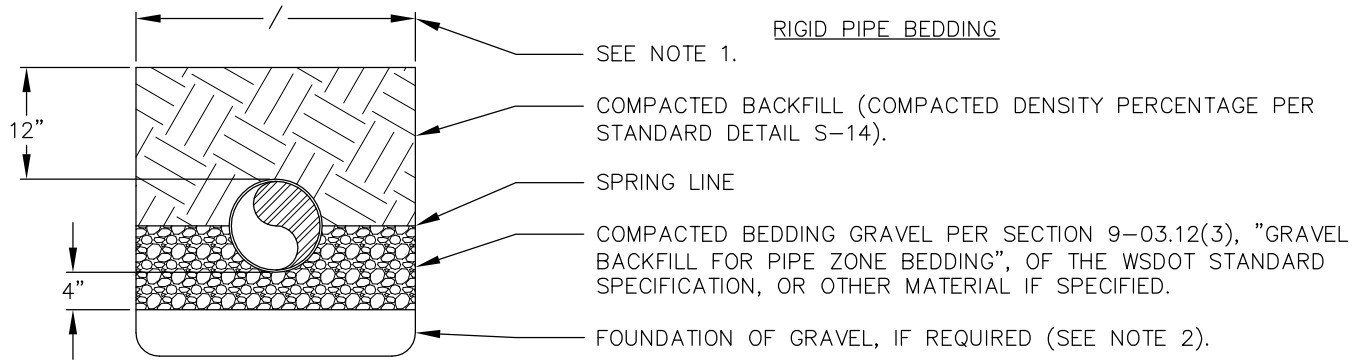 RIGID PIPE BEDDING
SEE NOTE 1.
COMPACTED BACKFILL (COMPACTED DENSITY PERCENTAGE PER
STANDARD DETAIL S-14).
12"
SPRING LINE
COMPACTED BEDDING GRAVEL PER SECTION 9-03.12(3), "GRAVEL
BACKFILL FOR PIPE ZONE BEDDING", OF THE WSDOT STANDARD
SPECIFICATION, OR OTHER MATERIAL IF SPECIFIED.
4"
FOUNDATION OF GRAVEL, IF REQUIRED (SEE NOTE 2).